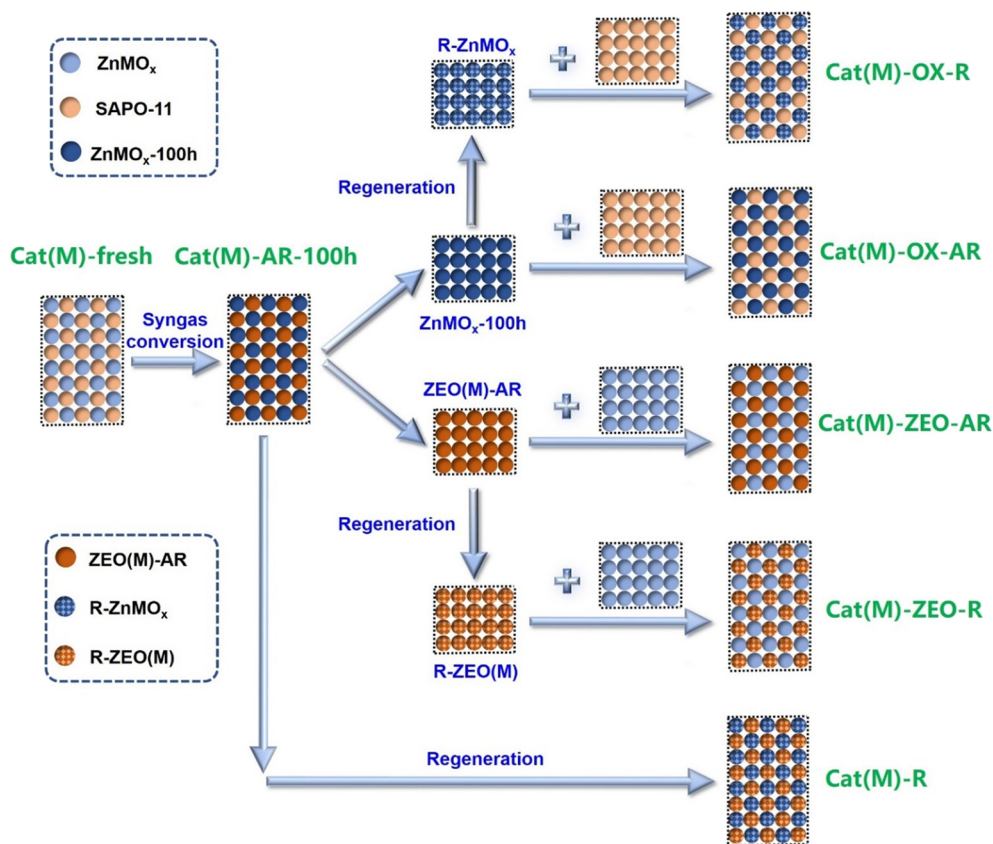 ZnMOₓ
SAPO-11
ZnMOₓ-100h
R-ZnMOₓ
Cat(M)-OX-R
Regeneration
Cat(M)-fresh
Cat(M)-AR-100h
Syngas
conversion
ZnMOₓ-100h
Cat(M)-OX-AR
ZEO(M)-AR
Cat(M)-ZEO-AR
Regeneration
ZEO(M)-AR
R-ZnMOₓ
R-ZEO(M)
R-ZEO(M)
Cat(M)-ZEO-R
Regeneration
Cat(M)-R